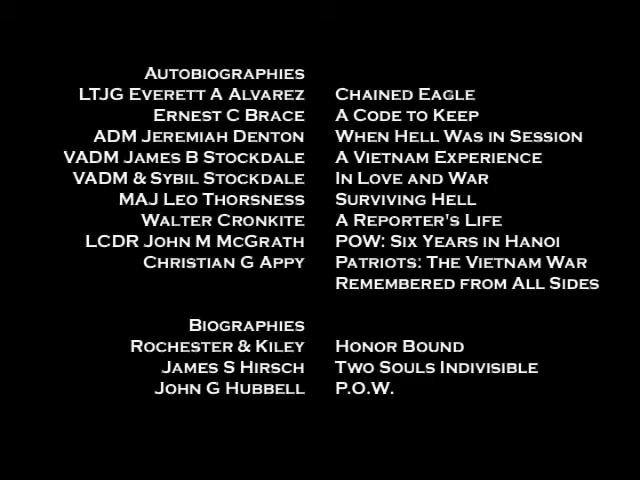 Autobiographies
LTJG Everett A Alvarez Chained Eagle
Ernest C Brace A Code to Keep
ADM Jeremiah Denton When Hell Was in Session
VADM James B Stockdale A Vietnam Experience
VADM & Sybil Stockdale In Love and War
MAJ Leo Thorsness Surviving Hell
Walter Cronkite A Reporter's Life
LCDR John M McGrath POW: Six Years in Hanoi
Christian G Appy Patriots: The Vietnam War
Remembered from All Sides
Biographies
Rochester & Kiley Honor Bound
James S Hirsch Two Souls Indivisible
John G Hubbell P.O.W.